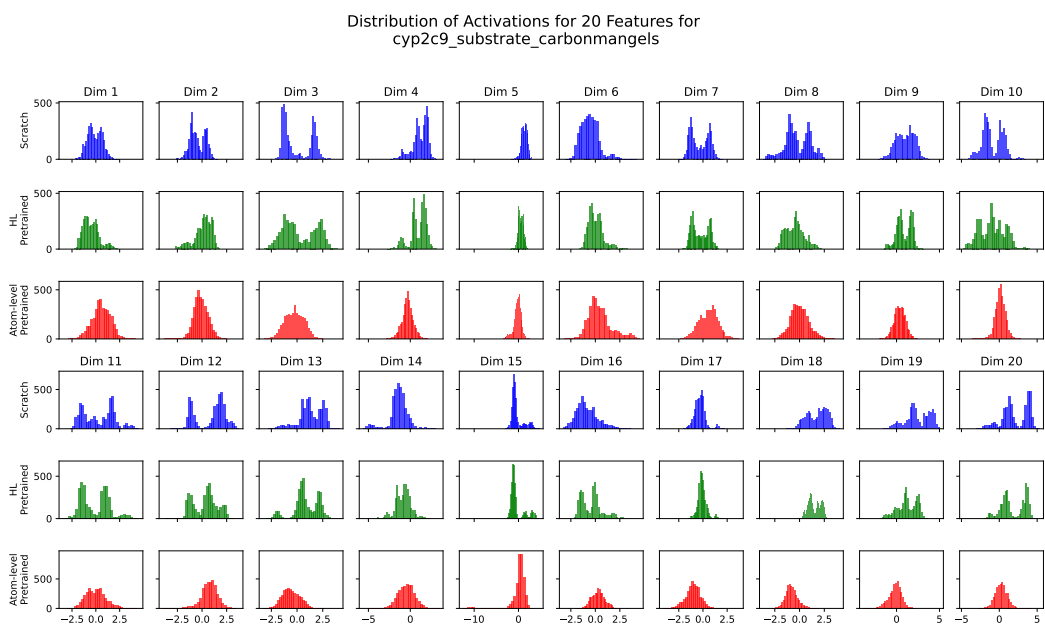 Distribution of Activations for 20 Features for
cyp2c9_substrate_carbonmangels
Dim 1 Dim 2 Dim 3 Dim 4 Dim 5 Dim 6 Dim 7 Dim 8 Dim 9 Dim 10
Scratch
500
0
HL
Pretrained
500
0
Atom-level
Pretrained
500
0
Dim 11 Dim 12 Dim 13 Dim 14 Dim 15 Dim 16 Dim 17 Dim 18 Dim 19 Dim 20
Scratch
500
0
HL
Pretrained
500
0
Atom-level
Pretrained
500
0
−2.5 0.0 2.5 −2.5 0.0 2.5 −2.5 0.0 2.5 −5 0 −10 0 −2.5 0.0 2.5 −2.5 0.0 2.5 −2.5 0.0 2.5 0 5 −5 0 5